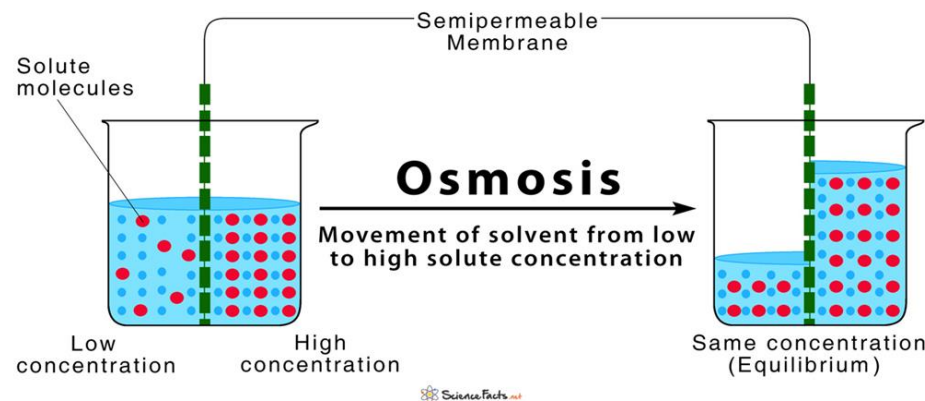 Semipermeable
Membrane
Solute
molecules
Osmosis
Movement of solvent from low
to high solute concentration
Low
concentration
High
concentration
Same concentration
(Equilibrium)
ScienceFacts.net